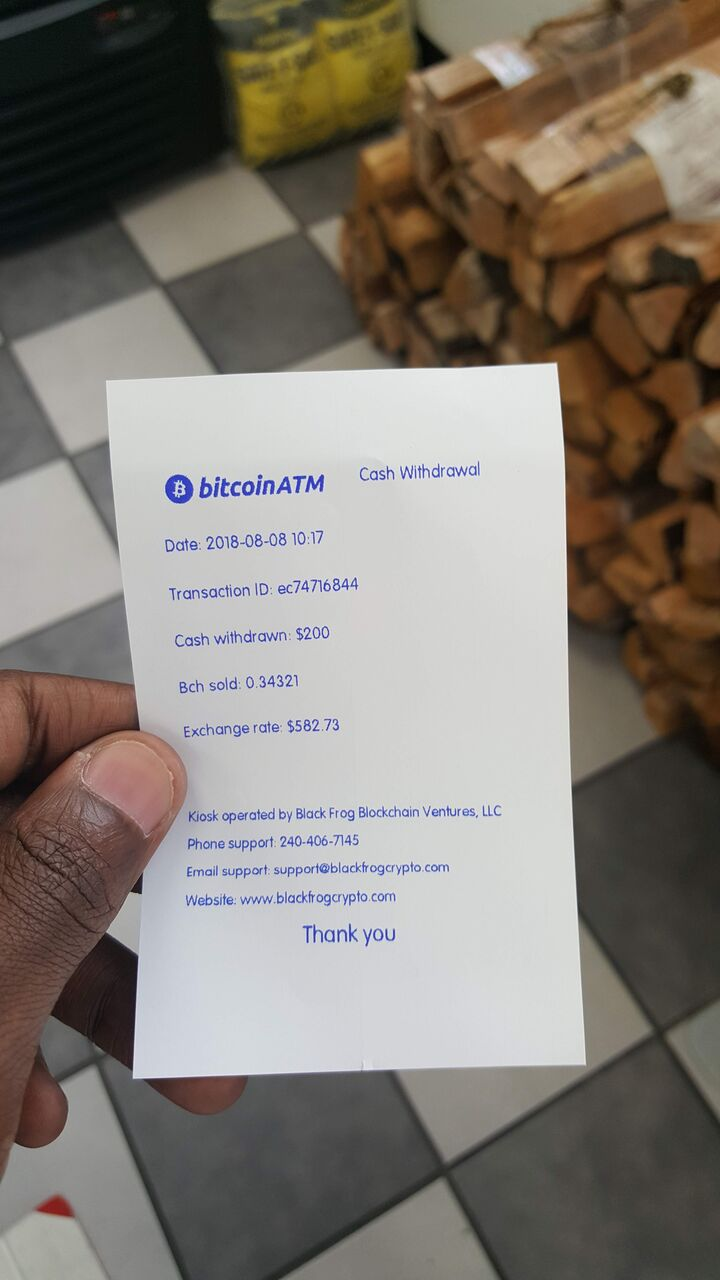 bitcoinATM Cash Withdrawal
Date: 2018-08-08 10:17
Transaction ID: ec74716844
Cash withdrawn: $200
Bch sold: 0.34321
Exchange rate: $582.73
Kiosk operated by Black Frog Blockchain Ventures, LLC
Phone support: 240-406-7145
Email support: support@blackfrogcrypto.com
Website: www.blackfrogcrypto.com
Thank you